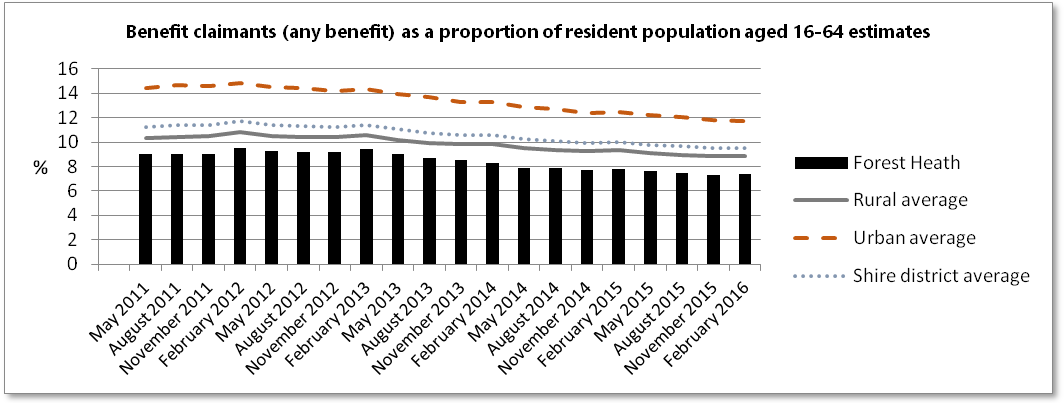 Benefit claimants (any benefit) as a proportion of resident population aged 16-64 estimates
16
14
12
10
8
6
4
2
0
%
May 2011
August 2011
November 2011
February 2012
May 2012
August 2012
November 2012
February 2013
May 2013
August 2013
November 2013
February 2014
May 2014
August 2014
November 2014
February 2015
May 2015
August 2015
November 2015
February 2016
Forest Heath
Rural average
Urban average
Shire district average